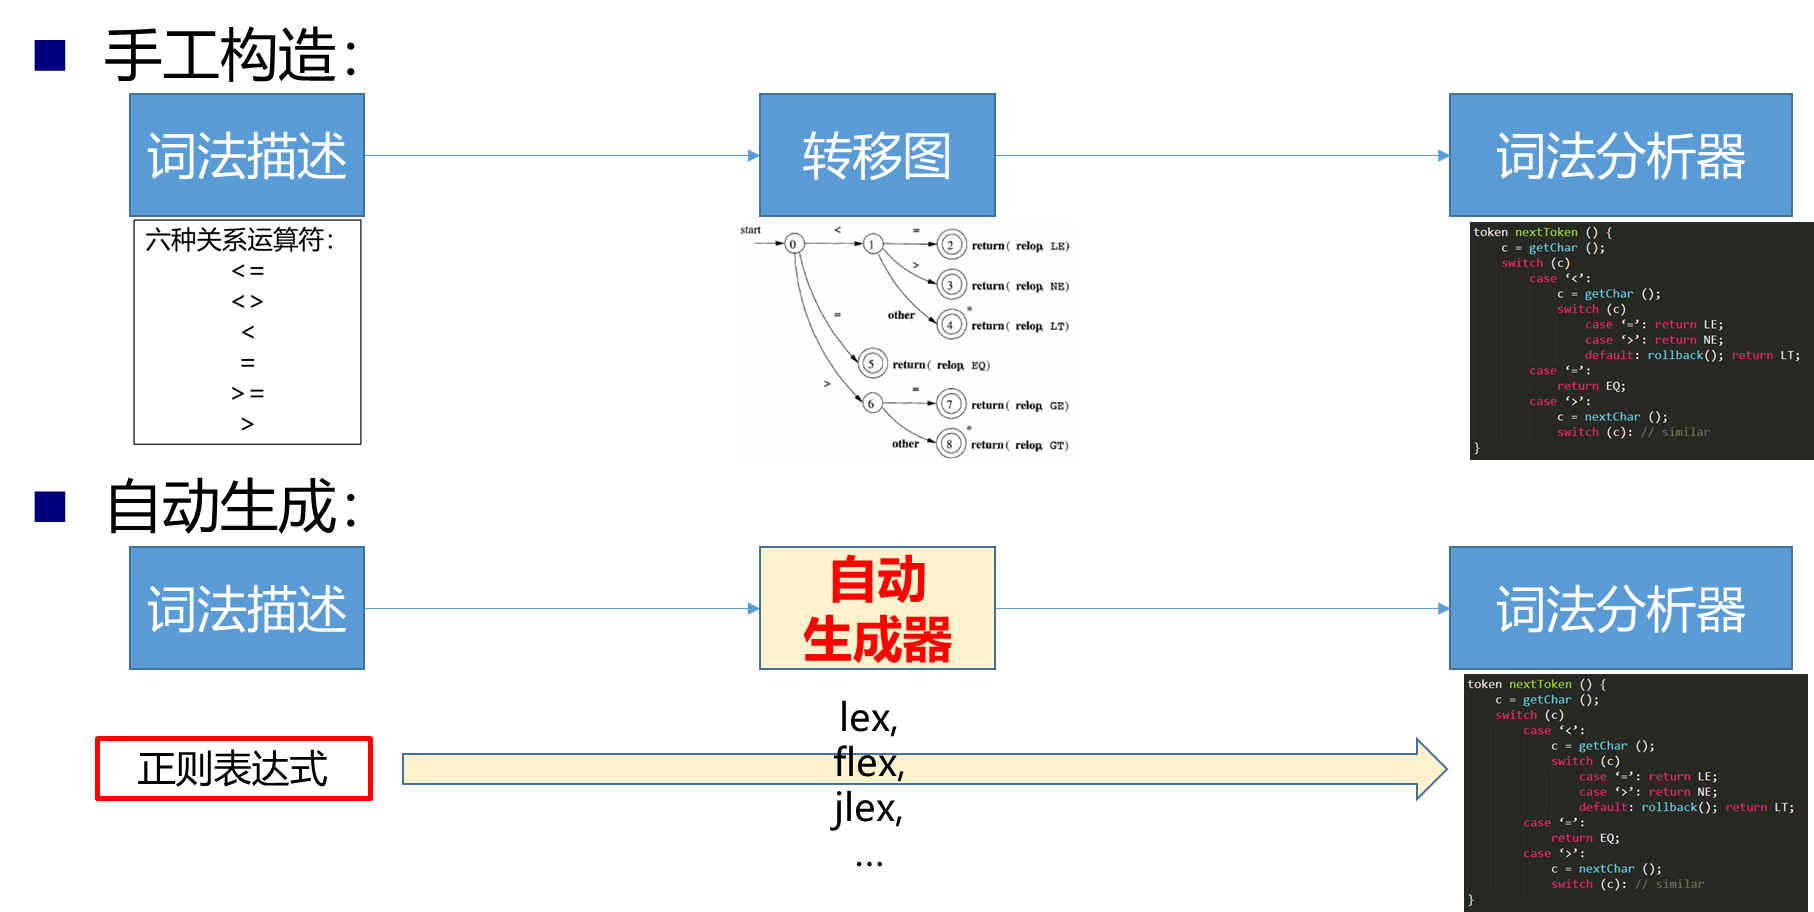 手工构造：
词法描述
转移图
词法分析器
六种关系运算符：
<=
<>
<
=
>=
>
start
0
<
1
=
2
return( relop, LE)
>
3
return( relop, NE)
other
4
*
return( relop, LT)
=
5
return( relop, EQ)
>
6
=
7
return( relop, GE)
other
8
*
return( relop, GT)
token nextToken () {
c = getChar ();
switch (c)
case ‘<’:
c = getChar ();
switch (c)
case ‘=’: return LE;
case ‘>’: return NE;
default: rollback(); return LT;
case ‘=’:
return EQ;
case ‘>’:
c = nextChar ();
switch (c): // similar
}
自动生成：
词法描述
自动
生成器
词法分析器
正则表达式
lex,
flex,
jlex,
...
token nextToken () {
c = getChar ();
switch (c)
case ‘<’:
c = getChar ();
switch (c)
case ‘=’: return LE;
case ‘>’: return NE;
default: rollback(); return LT;
case ‘=’:
return EQ;
case ‘>’:
c = nextChar ();
switch (c): // similar
}